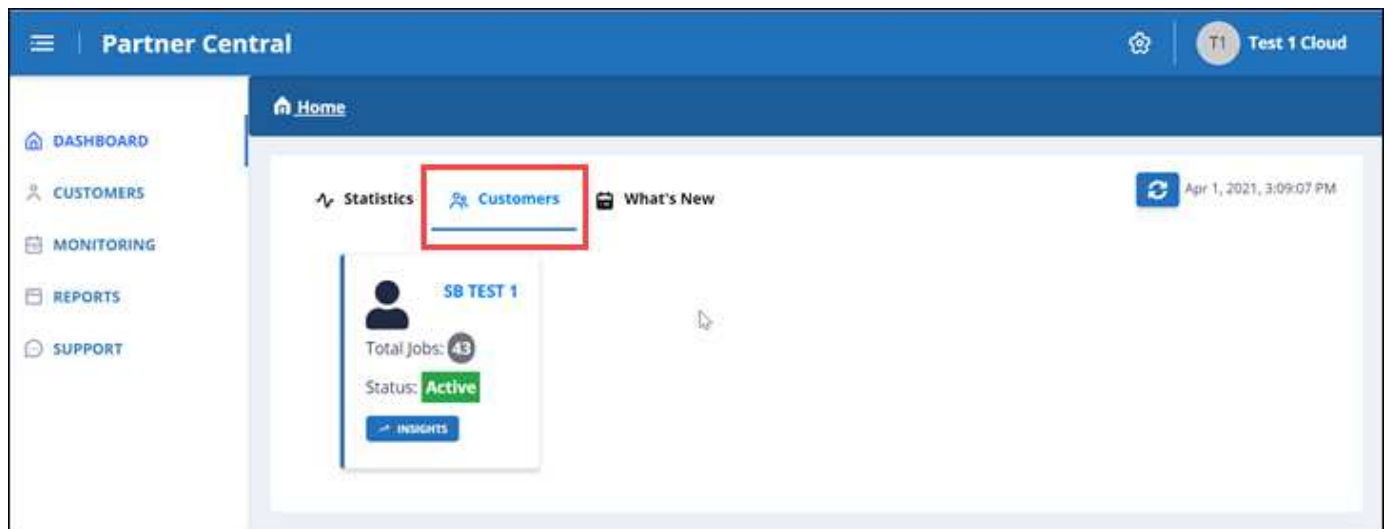 Partner Central
T1 Test 1 Cloud
Home
DASHBOARD
CUSTOMERS
MONITORING
REPORTS
SUPPORT
Statistics Customers What's New
Apr 1, 2021, 3:09:07 PM
SB TEST 1
Total Jobs: 43
Status: Active
INSIGHTS